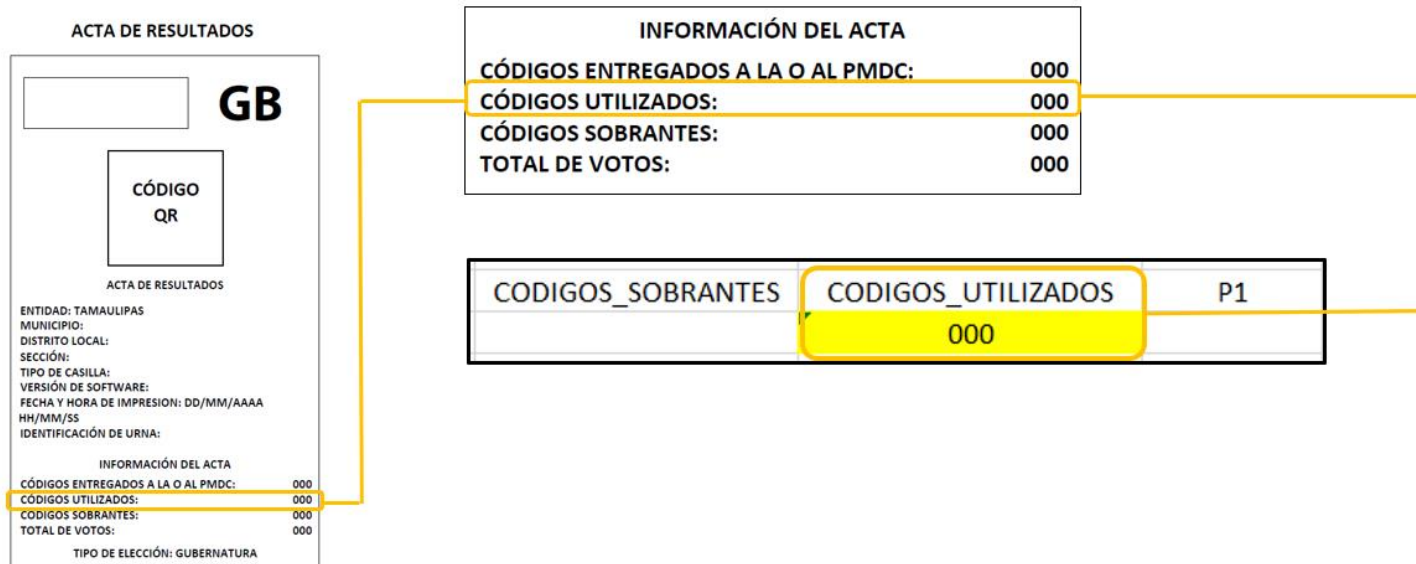 ACTA DE RESULTADOS
GB
CÓDIGO
QR
ACTA DE RESULTADOS
ENTIDAD: TAMAULIPAS
MUNICIPIO:
DISTRITO LOCAL:
SECCIÓN:
TIPO DE CASILLA:
VERSIÓN DE SOFTWARE:
FECHA Y HORA DE IMPRESION: DD/MM/AAAA
HH/MM/SS
IDENTIFICACIÓN DE URNA:
INFORMACIÓN DEL ACTA
CÓDIGOS ENTREGADOS A LA O AL PMDC: 000
CÓDIGOS UTILIZADOS: 000
CODIGOS SOBRANTES: 000
TOTAL DE VOTOS: 000
TIPO DE ELECCIÓN: GUBERNATURA
INFORMACIÓN DEL ACTA
CÓDIGOS ENTREGADOS A LA O AL PMDC: 000
CÓDIGOS UTILIZADOS: 000
CÓDIGOS SOBRANTES: 000
TOTAL DE VOTOS: 000
CODIGOS_SOBRANTES CODIGOS_UTILIZADOS P1
000